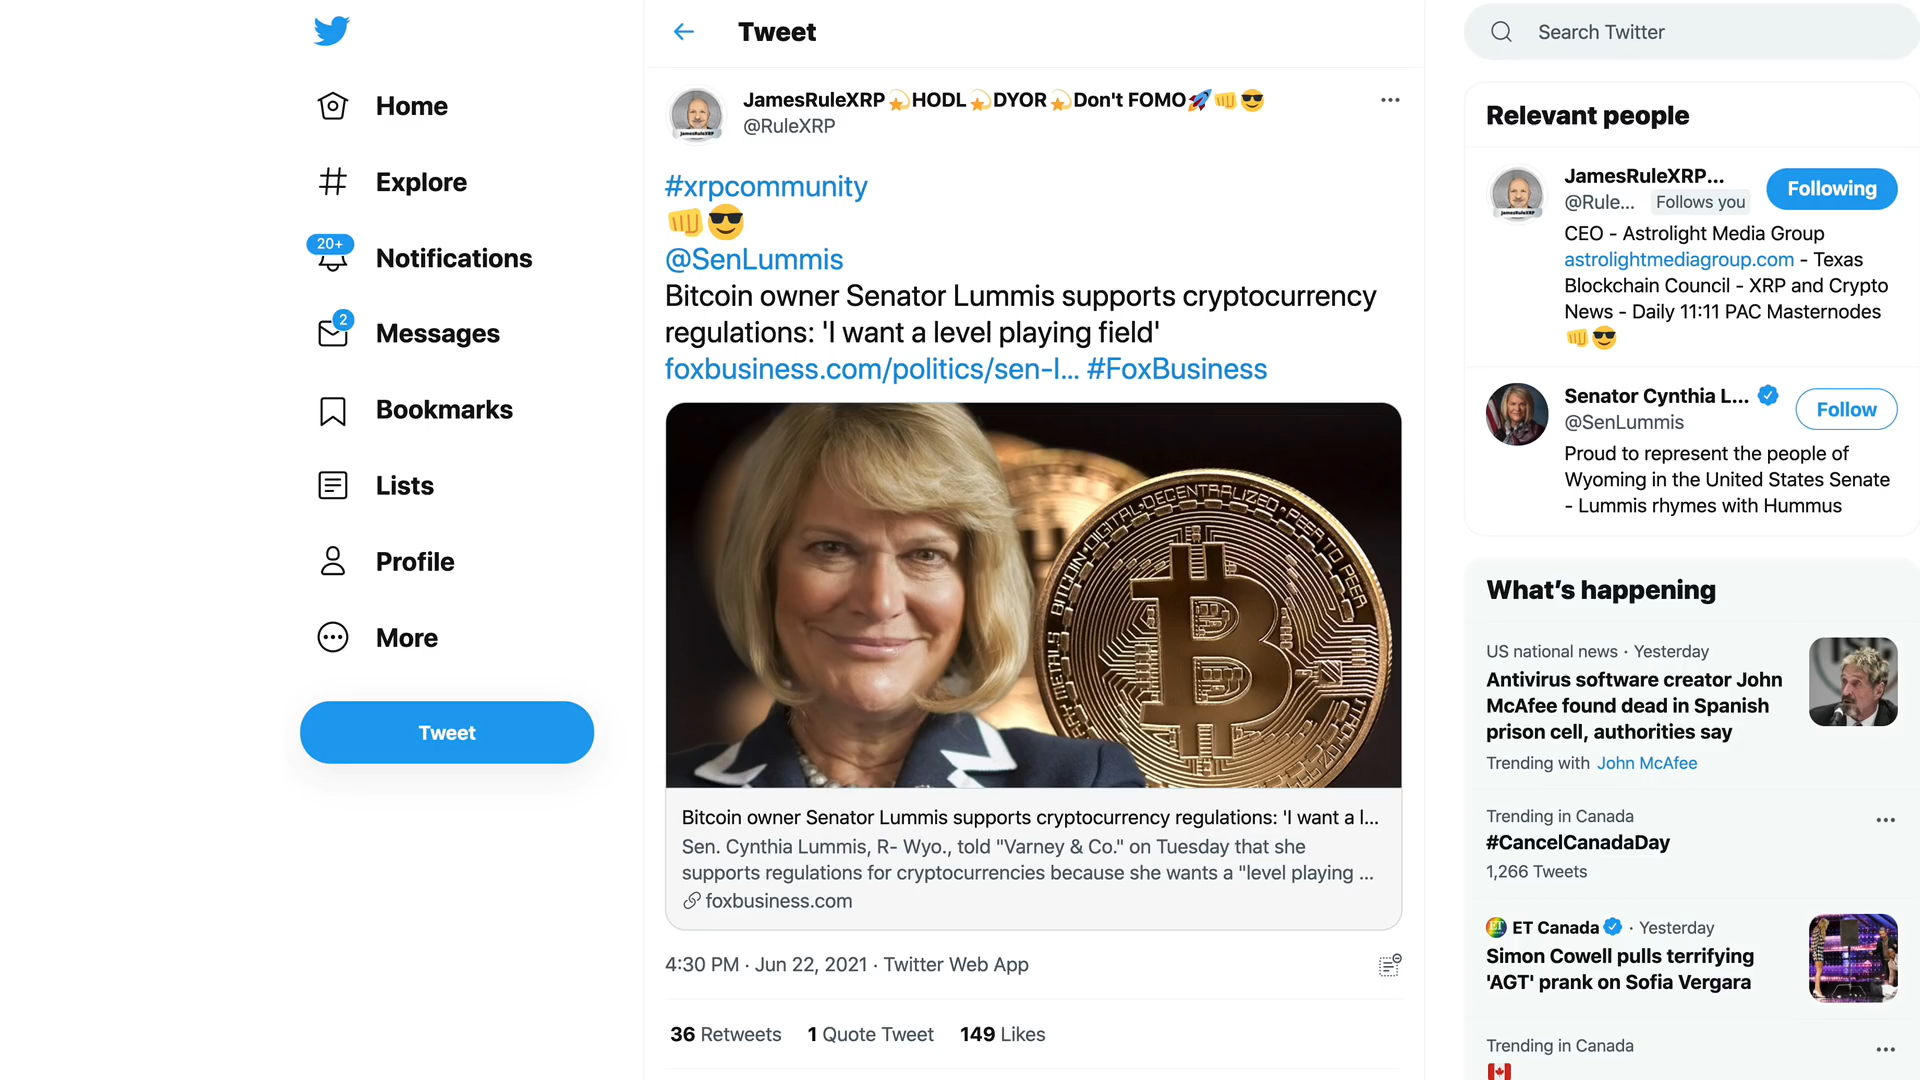 Home
Explore
20+
Notifications
2
Messages
Bookmarks
Lists
Profile
More
Tweet
Tweet
JamesRuleXRP💫HODL💫DYOR💫Don't FOMO🚀👊😎
@RuleXRP
#xrpcommunity
👊😎
@SenLummis
Bitcoin owner Senator Lummis supports cryptocurrency
regulations: 'I want a level playing field'
foxbusiness.com/politics/sen-l... #FoxBusiness
BITCOIN·DIGITAL·DECENTRALIZED·PEER TO PEER
Bitcoin owner Senator Lummis supports cryptocurrency regulations: 'I want a l...
Sen. Cynthia Lummis, R- Wyo., told "Varney & Co." on Tuesday that she
supports regulations for cryptocurrencies because she wants a "level playing ...
foxbusiness.com
4:30 PM · Jun 22, 2021 · Twitter Web App
36 Retweets 1 Quote Tweet 149 Likes
Search Twitter
Relevant people
JamesRuleXRP...
@Rule... Follows you
Following
CEO - Astrolight Media Group
astrolightmediagroup.com - Texas
Blockchain Council - XRP and Crypto
News - Daily 11:11 PAC Masternodes
👊😎
Senator Cynthia L...
@SenLummis
Follow
Proud to represent the people of
Wyoming in the United States Senate
- Lummis rhymes with Hummus
What's happening
US national news · Yesterday
Antivirus software creator John
McAfee found dead in Spanish
prison cell, authorities say
Trending with John McAfee
Trending in Canada
#CancelCanadaDay
1,266 Tweets
ET Canada · Yesterday
Simon Cowell pulls terrifying
'AGT' prank on Sofia Vergara
Trending in Canada
🇨🇦